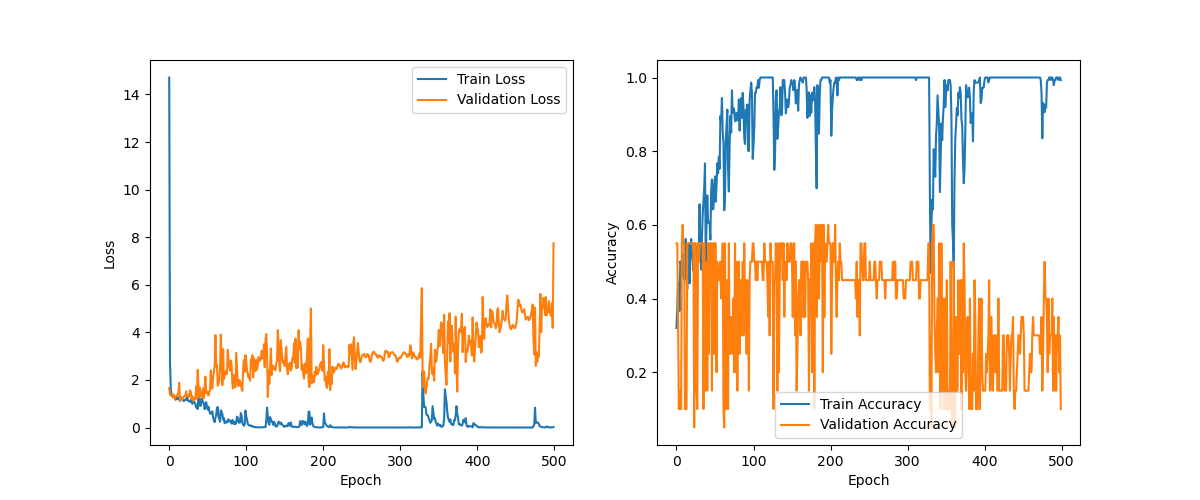 Train Loss
Validation Loss
Loss
14
12
10
8
6
4
2
0
0 100 200 300 400 500
Epoch
Accuracy
1.0
0.8
0.6
0.4
0.2
Train Accuracy
Validation Accuracy
0 100 200 300 400 500
Epoch